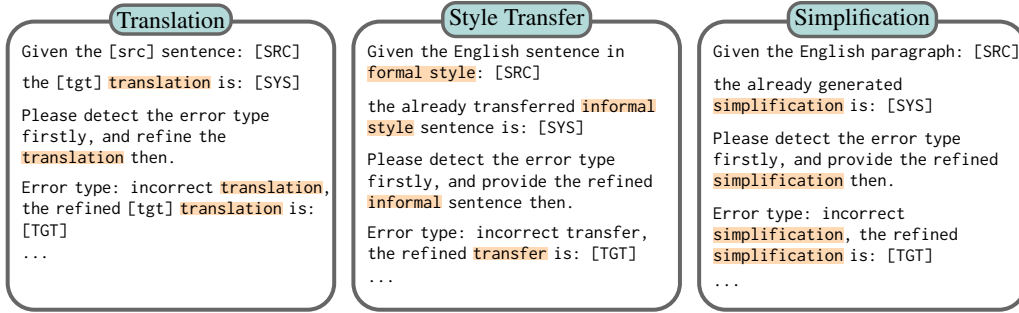 Translation
Given the [src] sentence: [SRC]
the [tgt] translation is: [SYS]
Please detect the error type
firstly, and refine the
translation then.
Error type: incorrect translation,
the refined [tgt] translation is:
[TGT]
...
Style Transfer
Given the English sentence in
formal style: [SRC]
the already transferred informal
style sentence is: [SYS]
Please detect the error type
firstly, and provide the refined
informal sentence then.
Error type: incorrect transfer,
the refined transfer is: [TGT]
...
Simplification
Given the English paragraph: [SRC]
the already generated
simplification is: [SYS]
Please detect the error type
firstly, and provide the refined
simplification then.
Error type: incorrect
simplification, the refined
simplification is: [TGT]
...